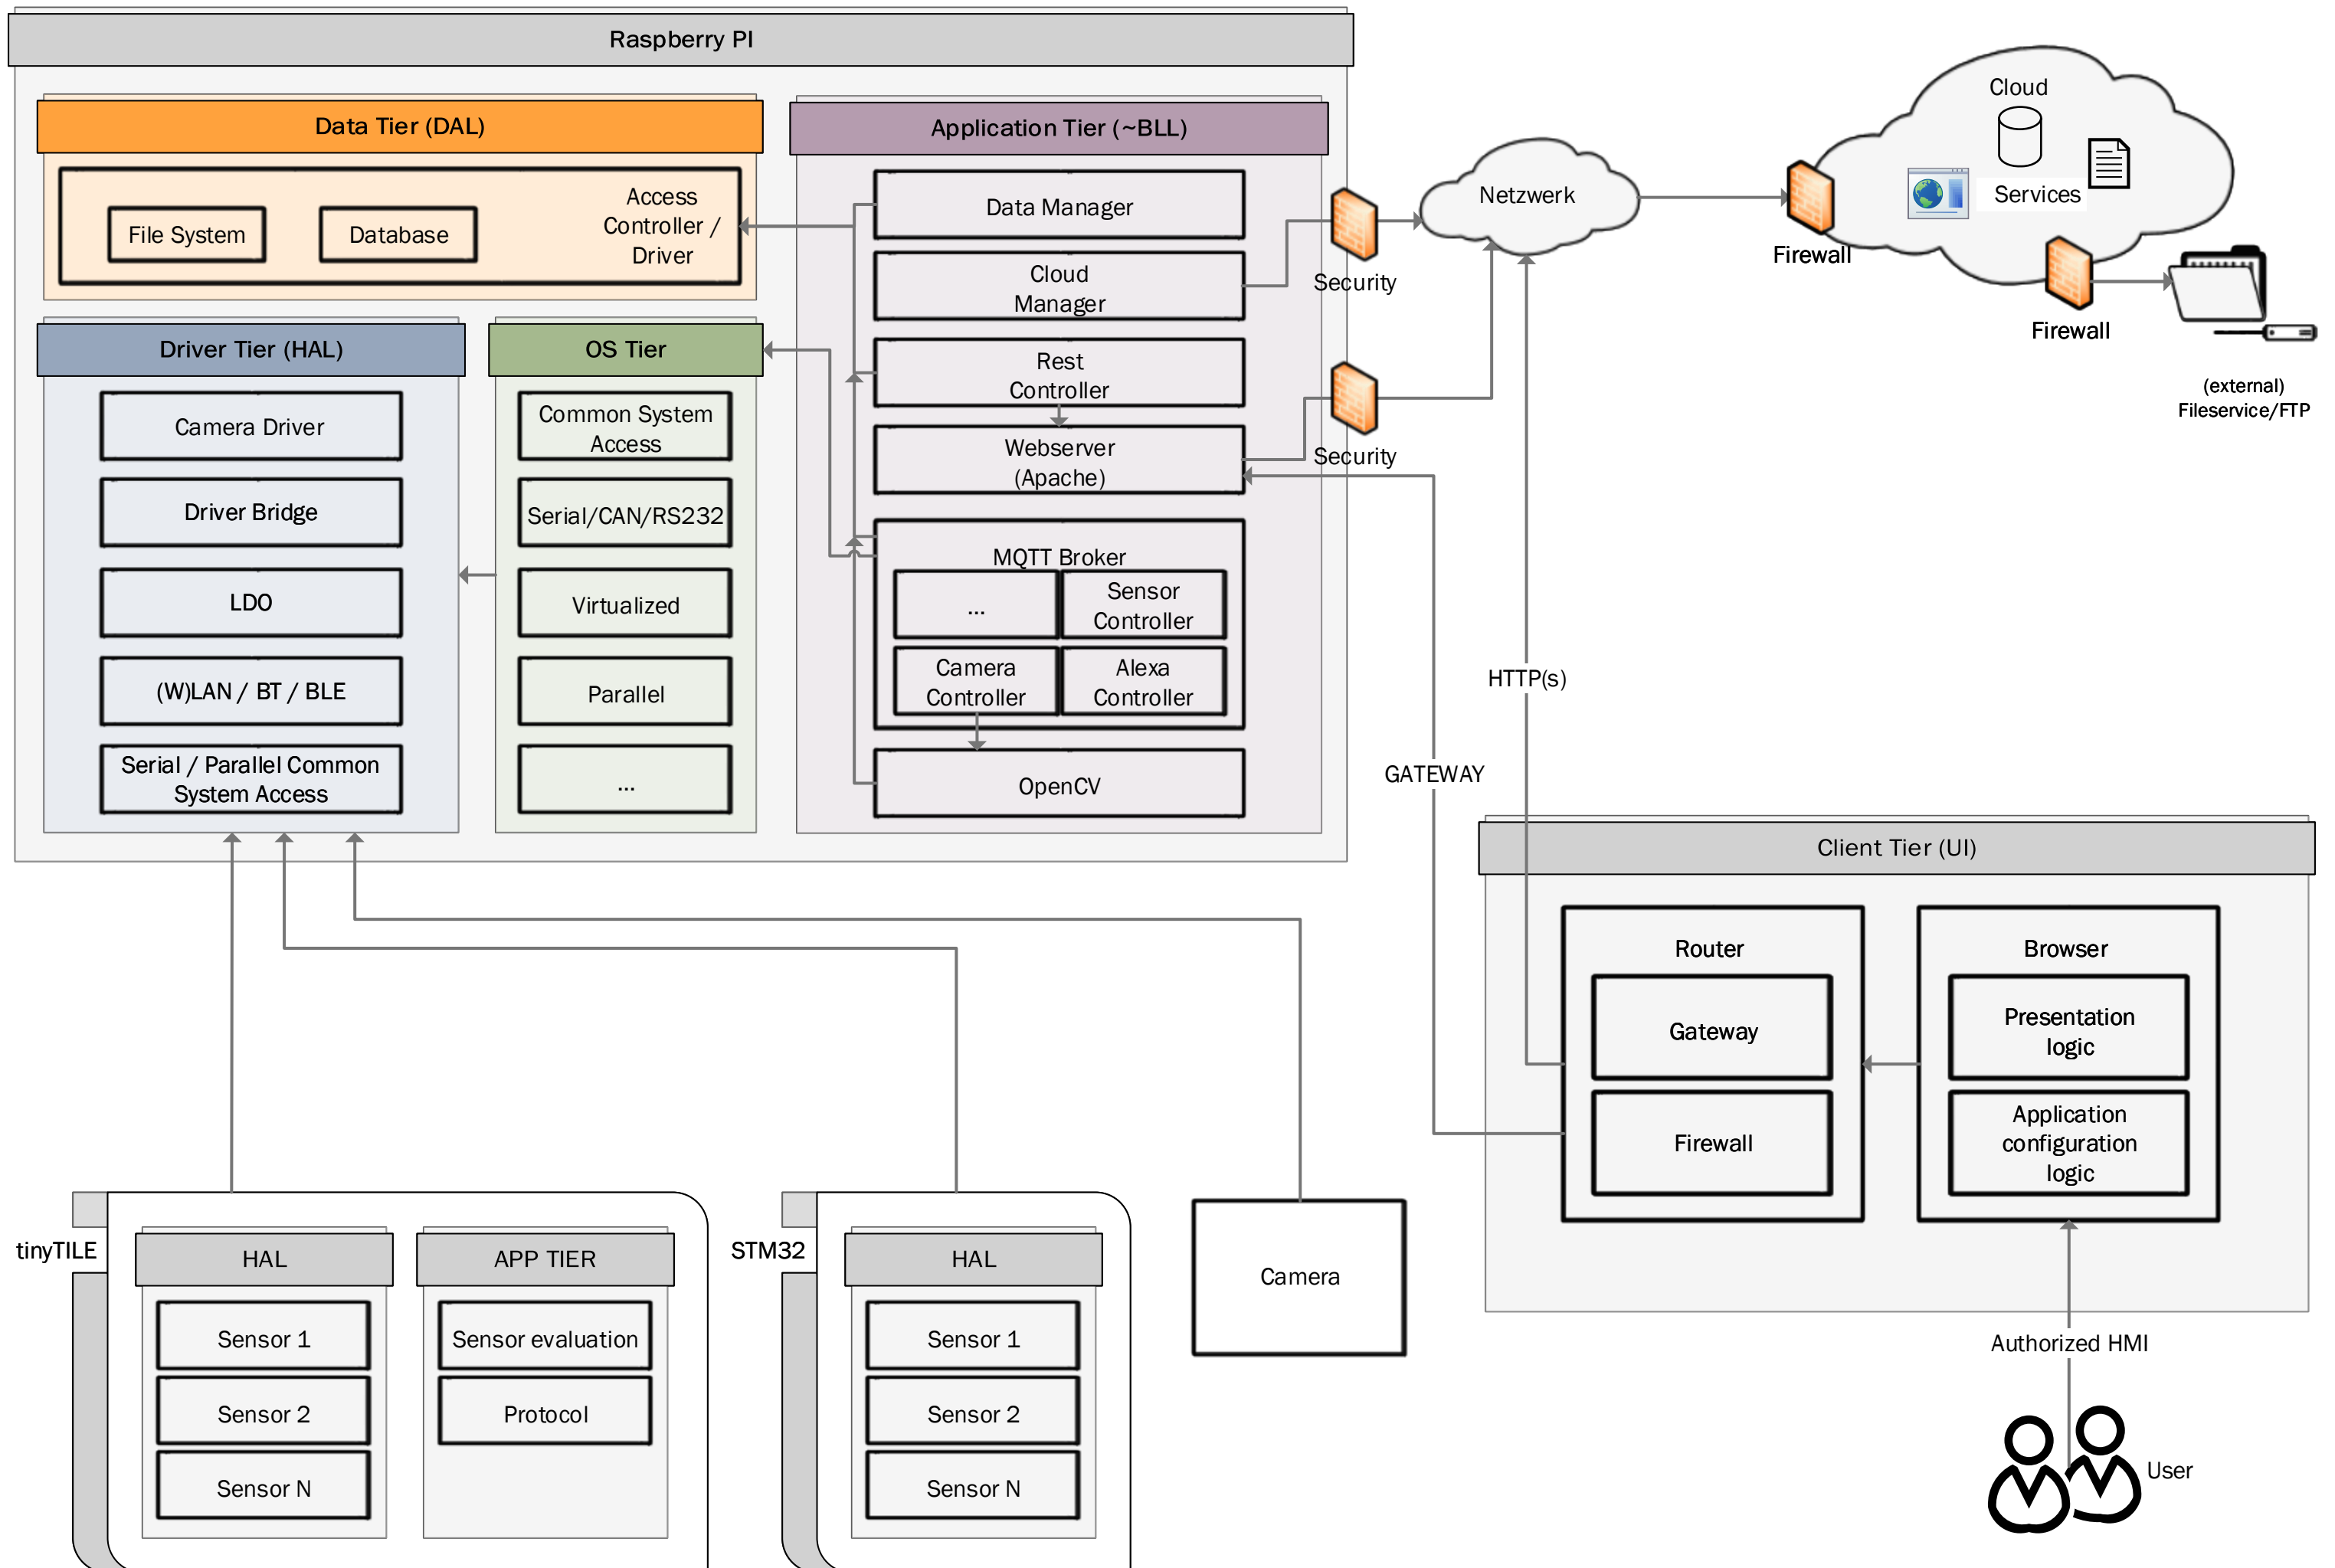 Raspberry PI
Data Tier (DAL)
File System
Database
Access
Controller /
Driver
Driver Tier (HAL)
Camera Driver
Driver Bridge
LDO
(W)LAN / BT / BLE
Serial / Parallel Common
System Access
OS Tier
Common System
Access
Serial/CAN/RS232
Virtualized
Parallel
...
Application Tier (~BLL)
Data Manager
Cloud
Manager
Rest
Controller
Webserver
(Apache)
MQTT Broker
...
Sensor
Controller
Camera
Controller
Alexa
Controller
OpenCV
Security
Security
Netzwerk
Cloud
Services
Firewall
Firewall
(external)
Fileservice/FTP
HTTP(s)
GATEWAY
Client Tier (UI)
Router
Gateway
Firewall
Browser
Presentation
logic
Application
configuration
logic
Authorized HMI
User
tinyTILE
HAL
Sensor 1
Sensor 2
Sensor N
APP TIER
Sensor evaluation
Protocol
STM32
HAL
Sensor 1
Sensor 2
Sensor N
Camera